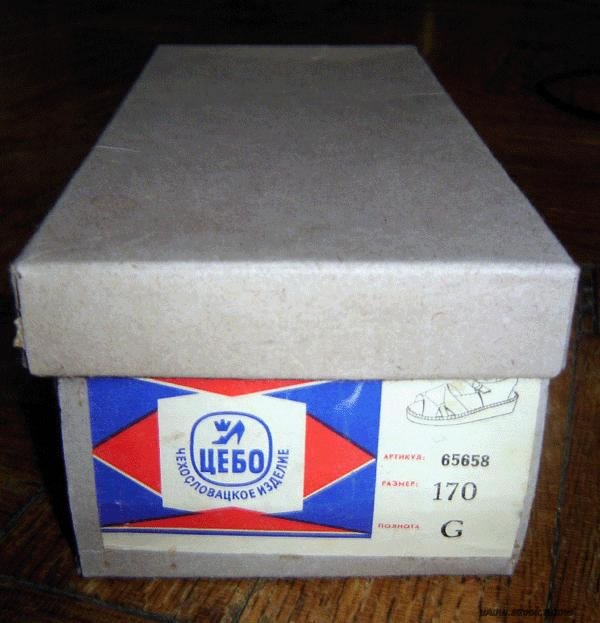 ЦЕБО
ЧЕХОСЛОВАЦКОЕ ИЗДЕЛИЕ
АРТИКУЛ: 65658
РАЗМЕР: 170
ПОЛНОТА G